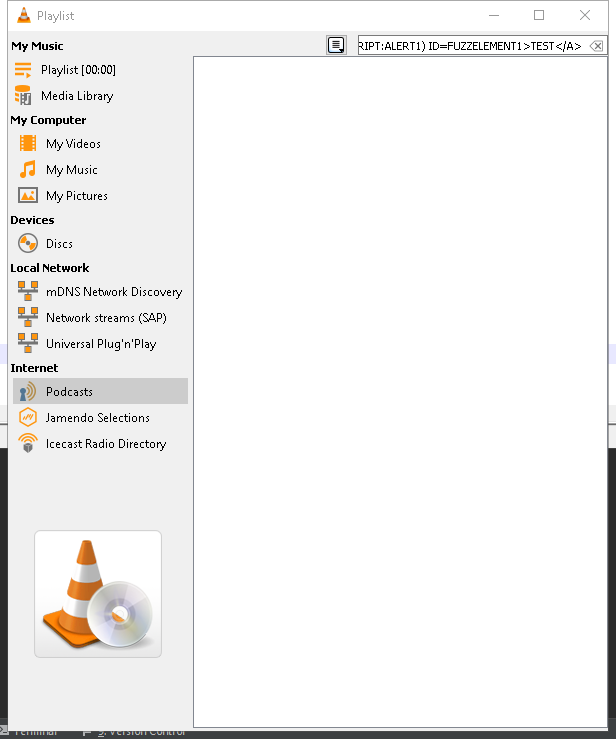 Playlist
My Music
RIPT:ALERT1) ID=FUZZELEMENT1>TEST</A>
Playlist [00:00]
Media Library
My Computer
My Videos
My Music
My Pictures
Devices
Discs
Local Network
mDNS Network Discovery
Network streams (SAP)
Universal Plug'n'Play
Internet
Podcasts
Jamendo Selections
Icecast Radio Directory
Terminal 9: Version Control